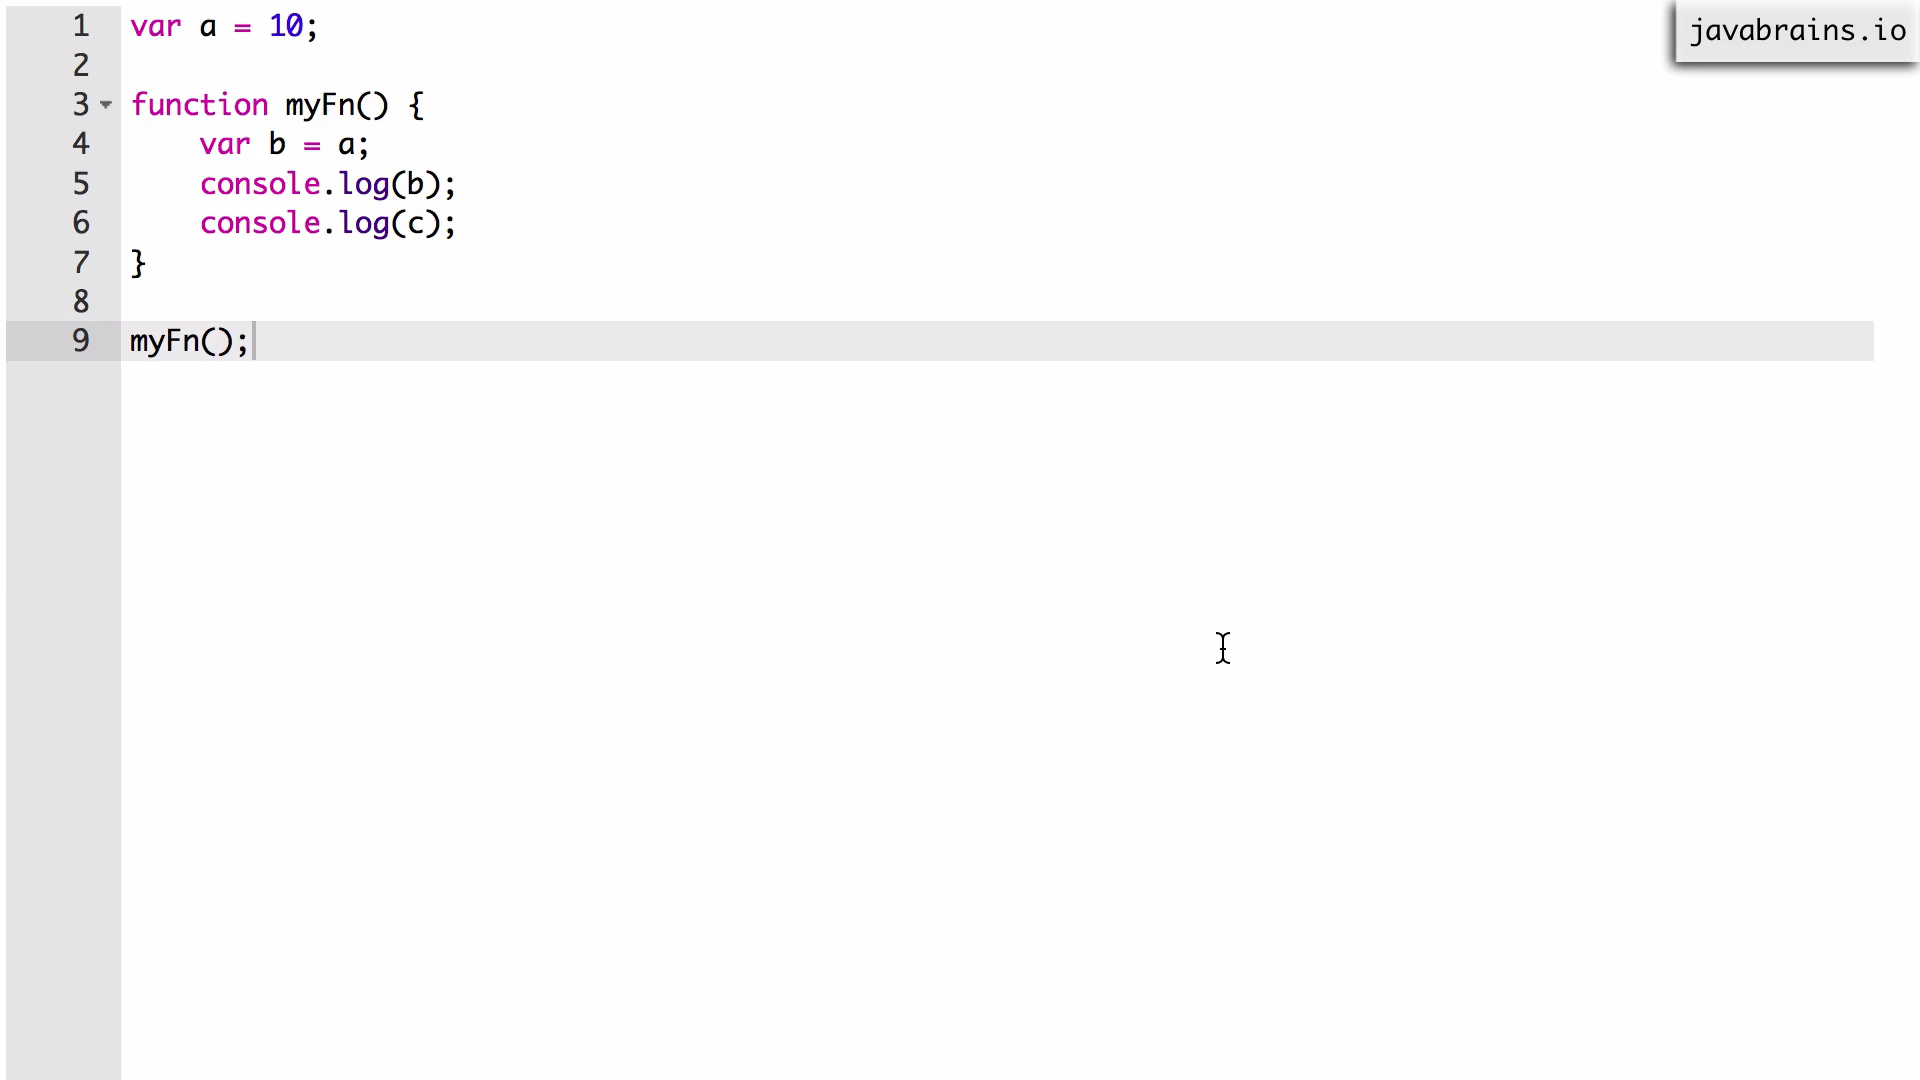 javabrains.io
1 var a = 10;
2
3 function myFn() {
4     var b = a;
5     console.log(b);
6     console.log(c);
7 }
8
9 myFn();